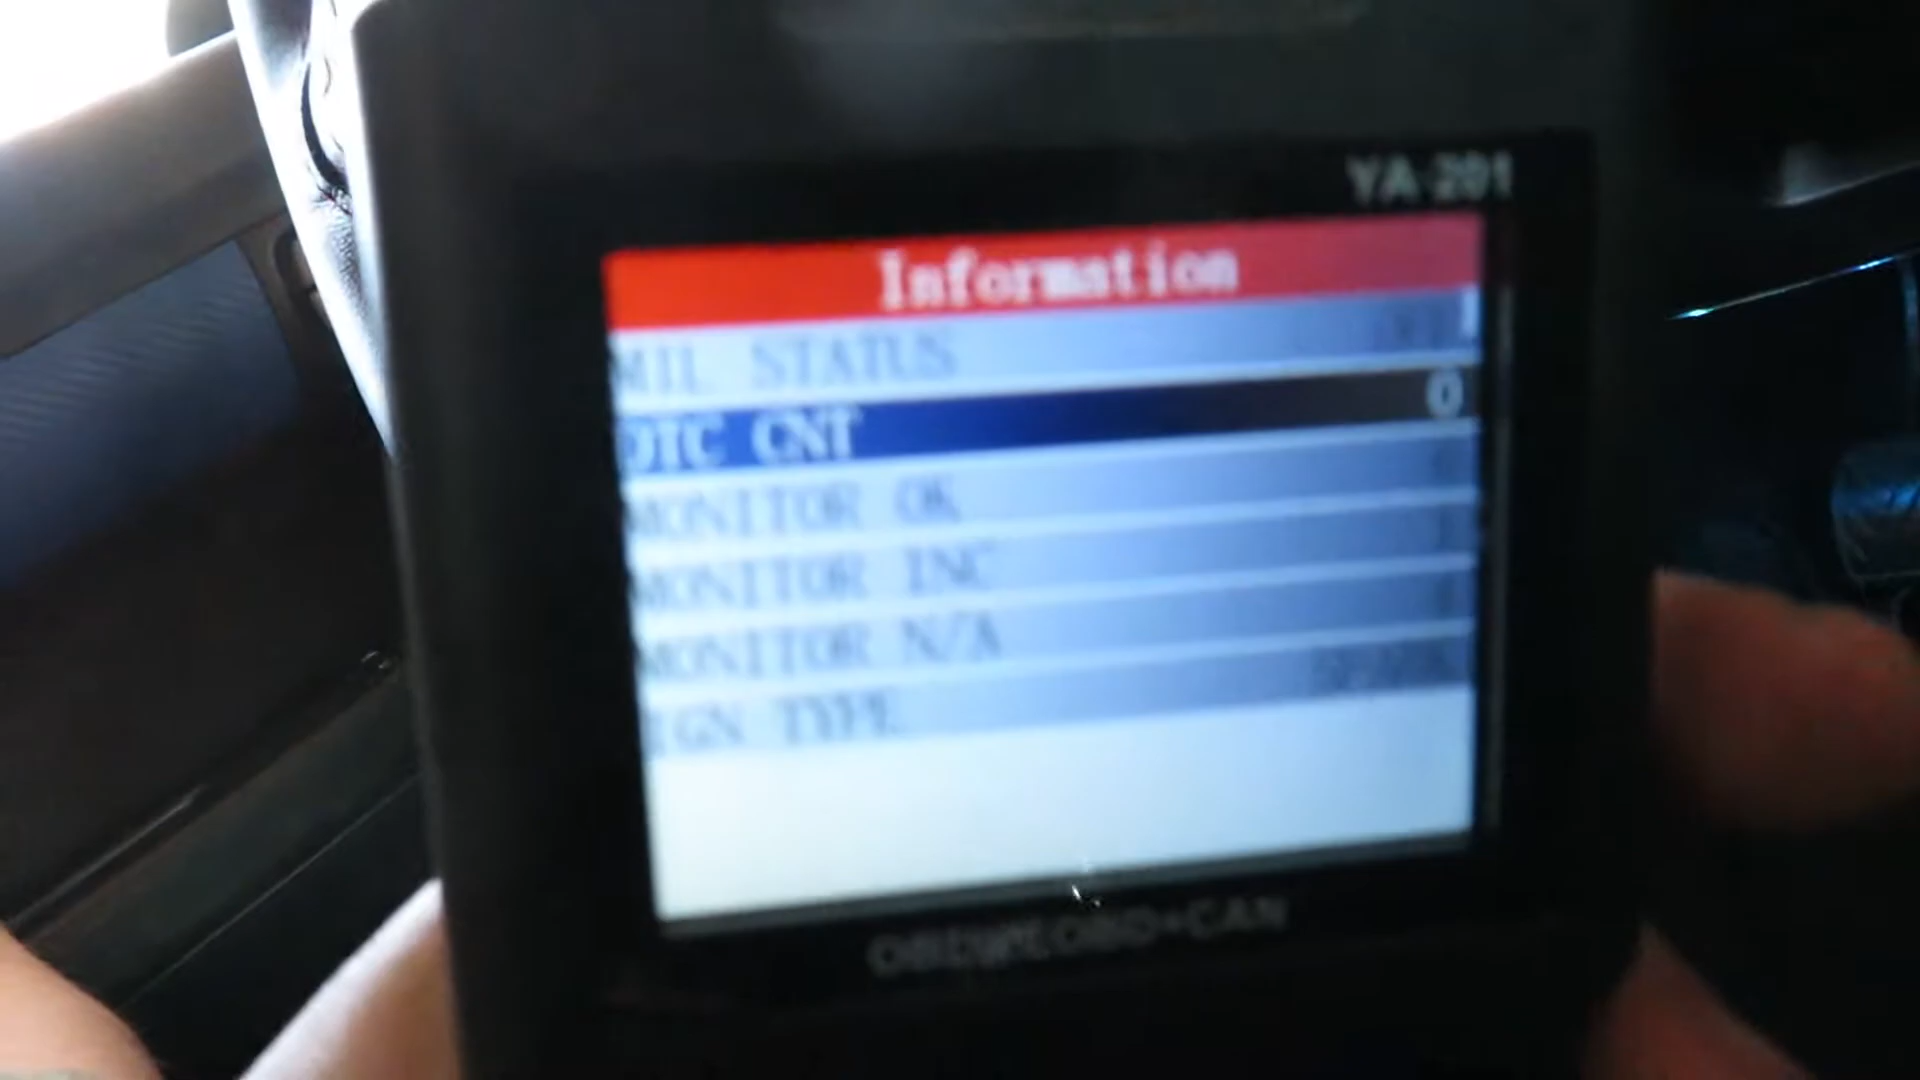 YA-201
Information
MIL STATUS
DTC CNT 0
MONITOR OK
MONITOR INC
MONITOR N/A
IGN TYPE
OBDII/EOBD+CAN